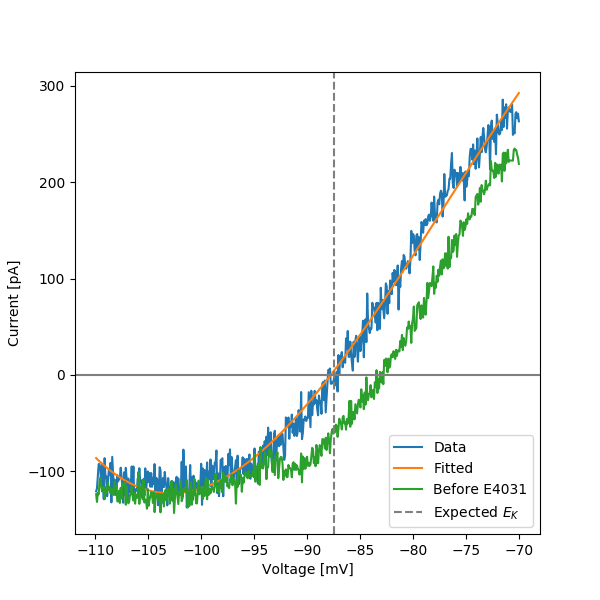 300
200
100
0
−100
Current [pA]
−110
−105
−100
−95
−90
−85
−80
−75
−70
Voltage [mV]
Data
Fitted
Before E4031
Expected E_K